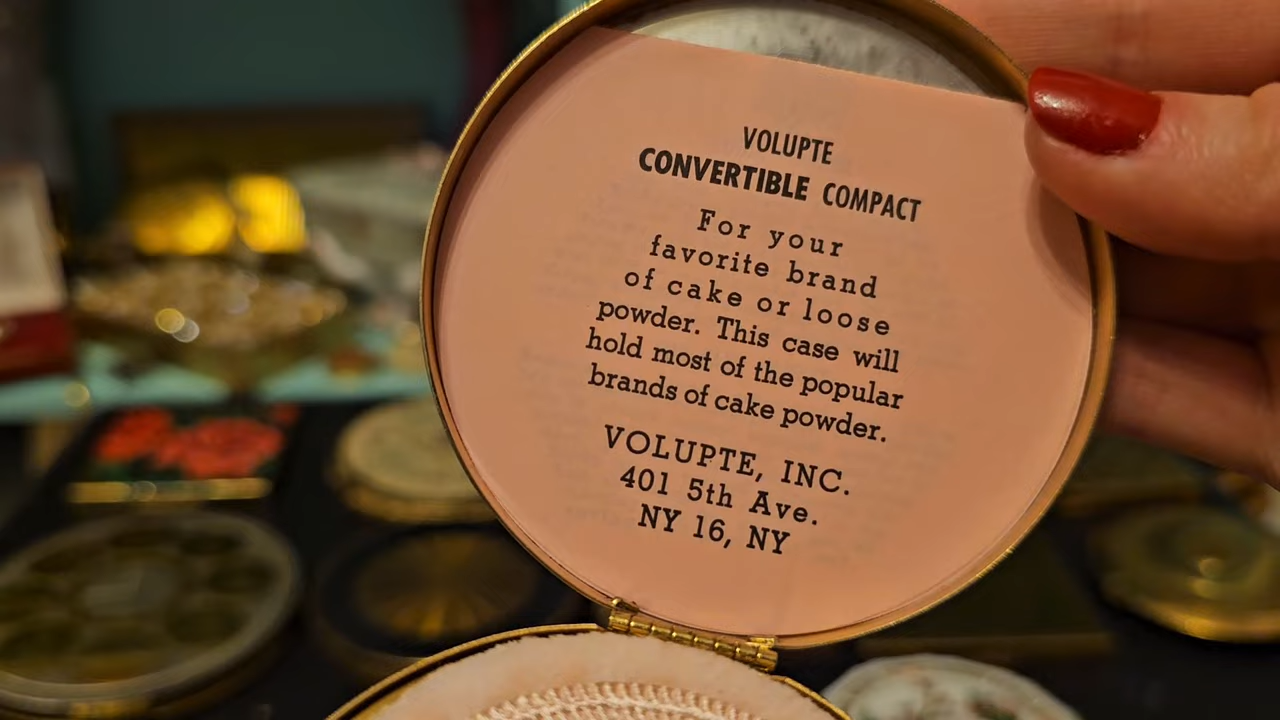 VOLUPTE
CONVERTIBLE COMPACT
For your
favorite brand
of cake or loose
powder. This case will
hold most of the popular
brands of cake powder.
VOLUPTE, INC.
401 5th Ave.
NY 16, NY